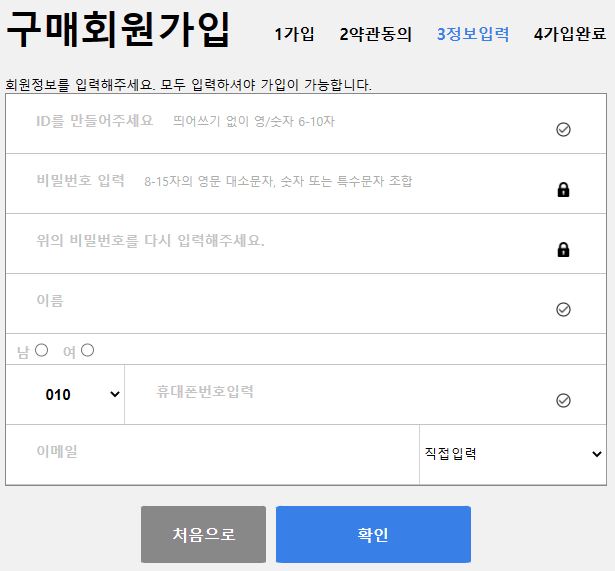 구매회원가입 1가입 2약관동의 3정보입력 4가입완료
회원정보를 입력해주세요. 모두 입력하셔야 가입이 가능합니다.
ID를 만들어주세요 띄어쓰기 없이 영/숫자 6-10자
비밀번호 입력 8-15자의 영문 대소문자, 숫자 또는 특수문자 조합
위의 비밀번호를 다시 입력해주세요.
이름
남 여
010 휴대폰번호입력
이메일 직접입력
처음으로 확인